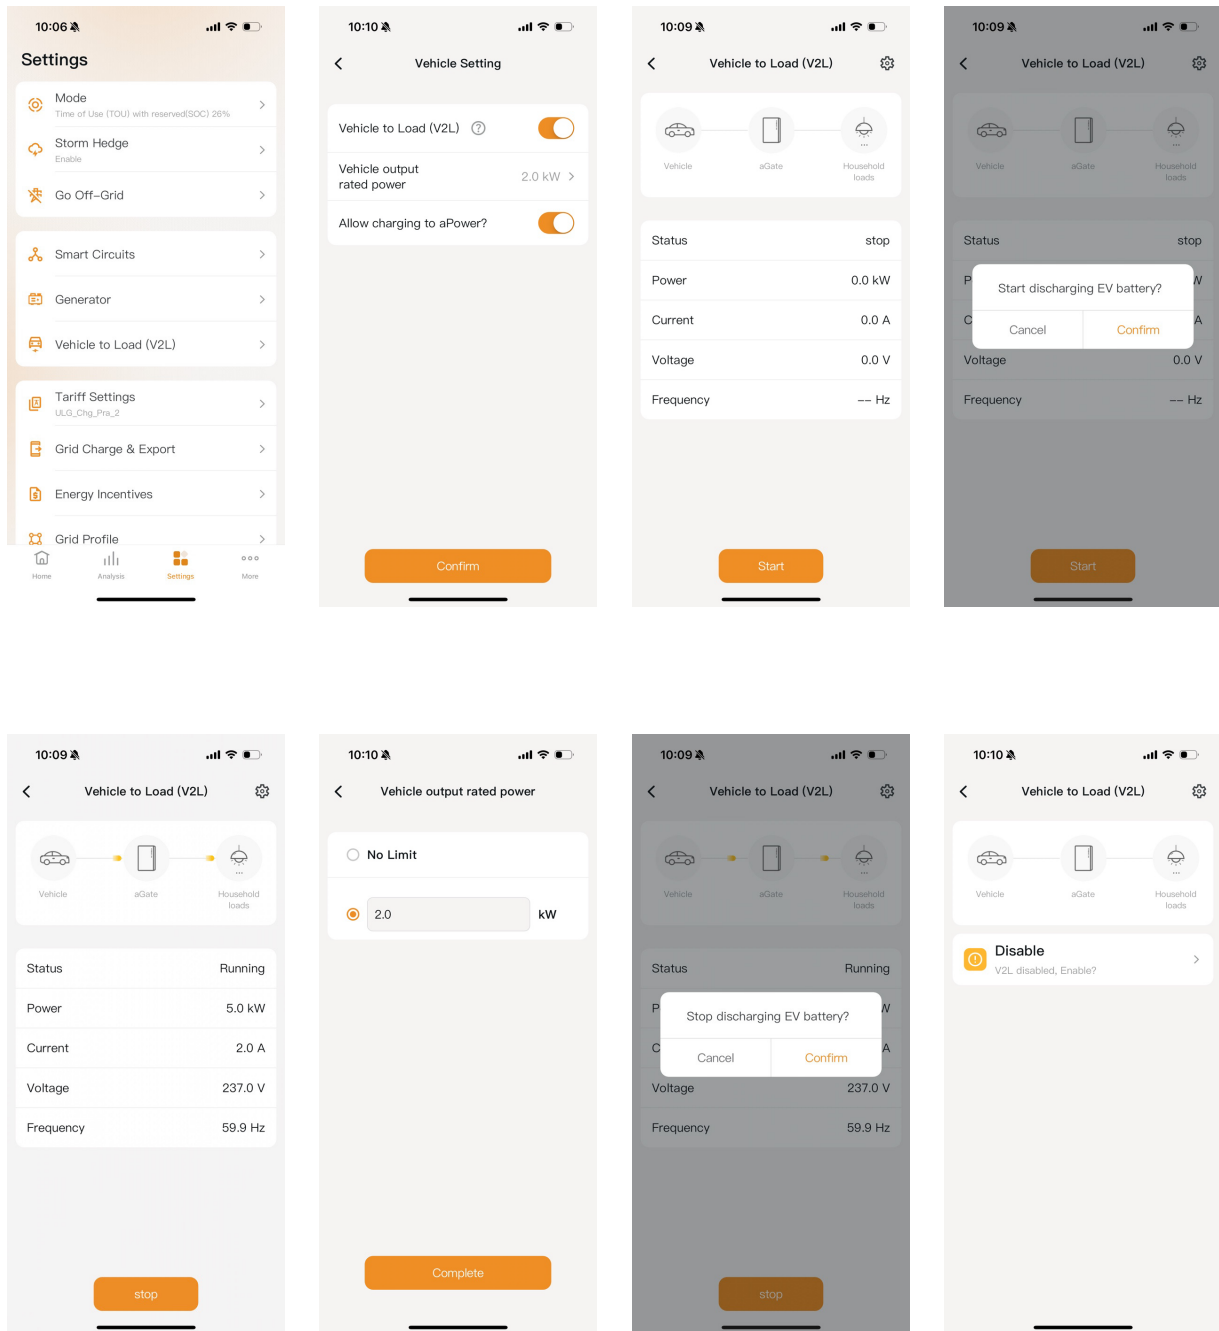 10:06
Settings
Mode
Time of Use (TOU) with reserved(SOC) 26%
Storm Hedge
Enable
Go Off-Grid
Smart Circuits
Generator
Vehicle to Load (V2L)
Tariff Settings
ULG_Chg_Pra_2
Grid Charge & Export
Energy Incentives
Grid Profile
Home
Analysis
Settings
More
10:10
Vehicle Setting
Vehicle to Load (V2L) ?
Vehicle output
rated power
2.0 kW
Allow charging to aPower?
Confirm
10:09
Vehicle to Load (V2L)
Vehicle
aGate
Household
loads
Status stop
Power 0.0 kW
Current 0.0 A
Voltage 0.0 V
Frequency -- Hz
Start
10:09
Vehicle to Load (V2L)
Vehicle
aGate
Household
loads
Status stop
P W
Start discharging EV battery?
C A
Cancel Confirm
Voltage 0.0 V
Frequency -- Hz
Start
10:09
Vehicle to Load (V2L)
Vehicle
aGate
Household
loads
Status Running
Power 5.0 kW
Current 2.0 A
Voltage 237.0 V
Frequency 59.9 Hz
stop
10:10
Vehicle output rated power
No Limit
2.0 kW
Complete
10:09
Vehicle to Load (V2L)
Vehicle
aGate
Household
loads
Status Running
P W
Stop discharging EV battery?
C A
Cancel Confirm
Voltage 237.0 V
Frequency 59.9 Hz
stop
10:10
Vehicle to Load (V2L)
Vehicle
aGate
Household
loads
Disable
V2L disabled, Enable?